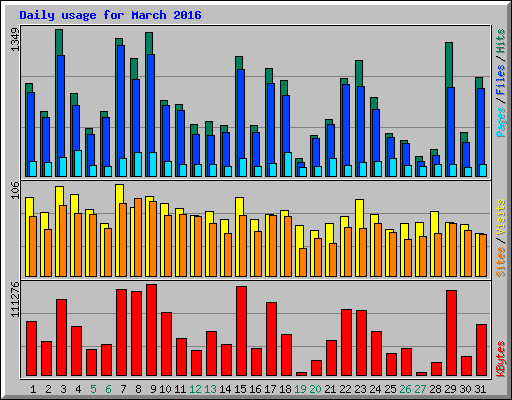 Daily usage for March 2016
1349
Pages / Files / Hits
106
Sites / Visits
111276
KBytes
1 2 3 4 5 6 7 8 9 10 11 12 13 14 15 16 17 18 19 20 21 22 23 24 25 26 27 28 29 30 31